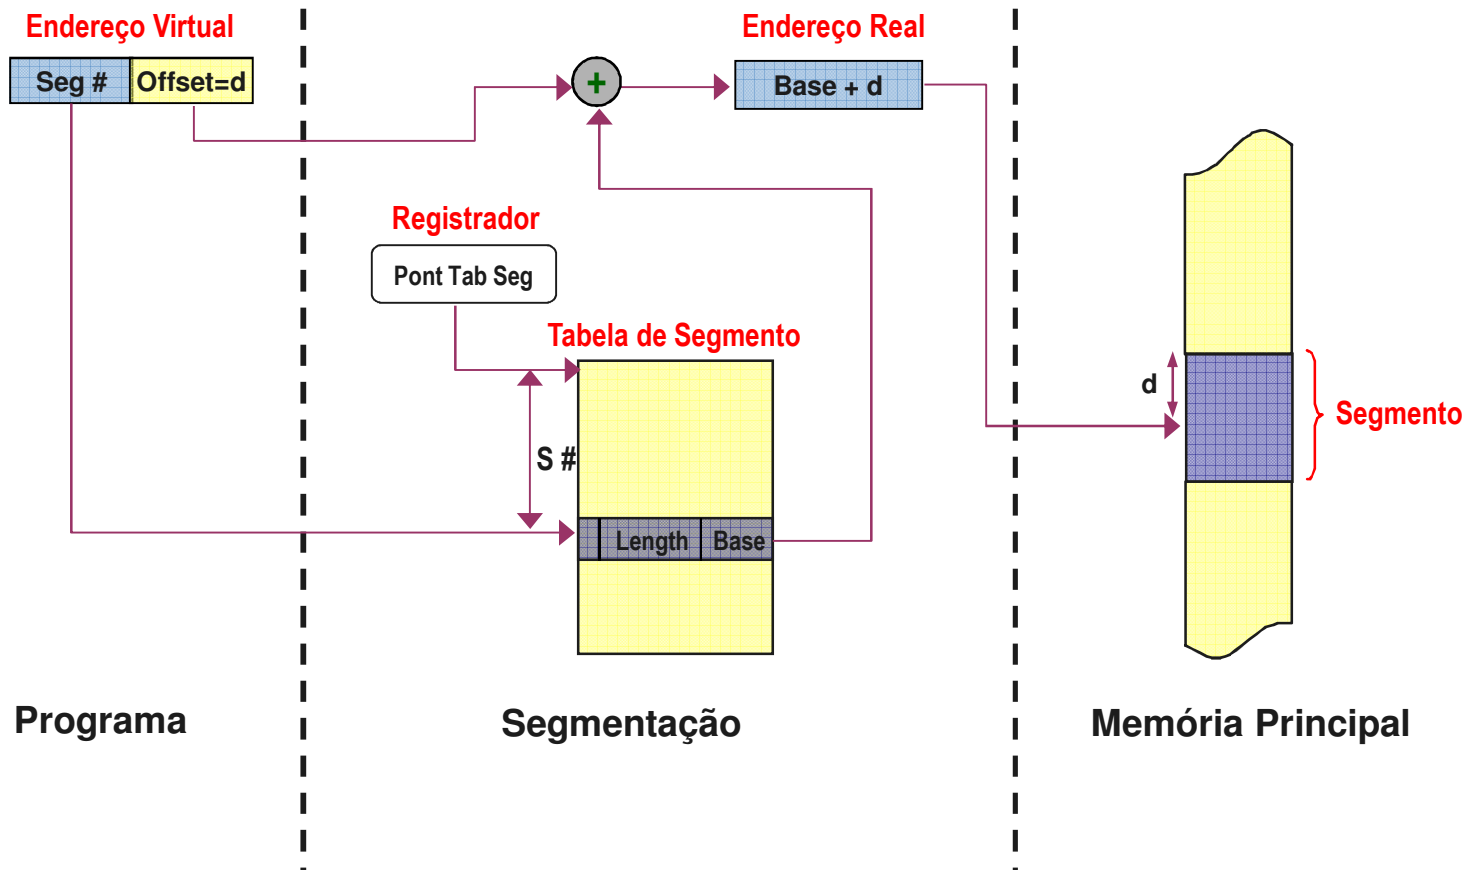 Endereço Virtual
Endereço Real
Seg #
Offset=d
+
Base + d
Registrador
Pont Tab Seg
Tabela de Segmento
d
Segmento
S #
Length
Base
Programa
Segmentação
Memória Principal